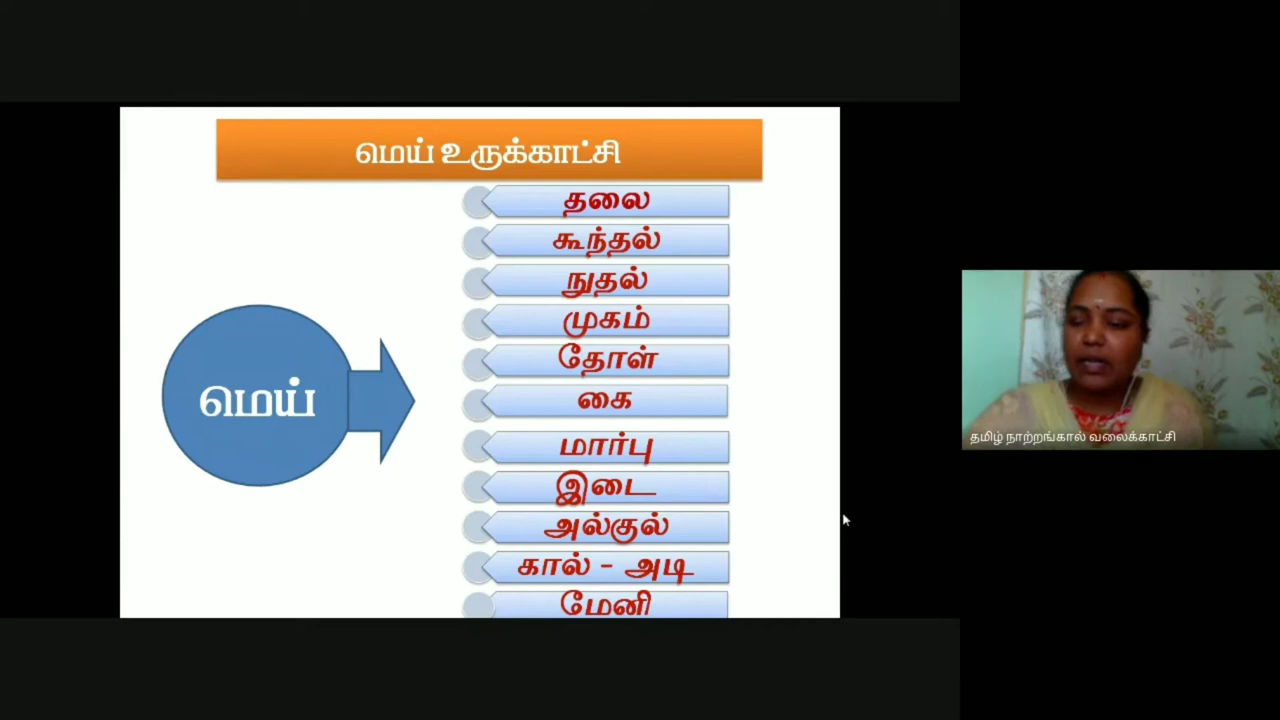 மெய் உருக்காட்சி
தலை
கூந்தல்
நுதல்
முகம்
தோள்
கை
மெய்
மார்பு
இடை
அல்குல்
கால் - அடி
மேனி
தமிழ் நாற்றங்கால் வலைக்காட்சி